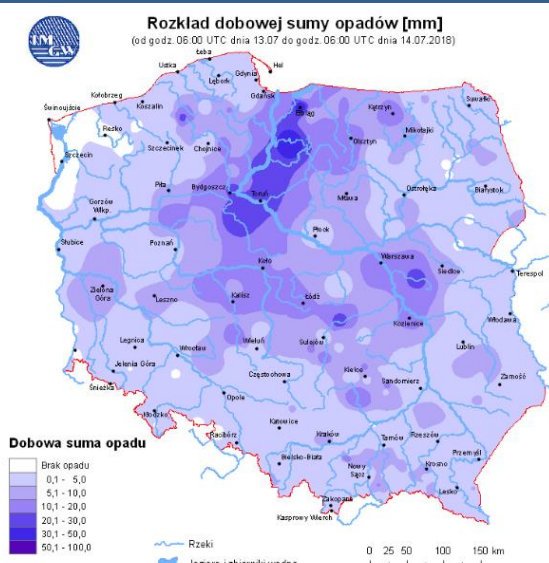 IMGW
Rozkład dobowej sumy opadów [mm]
(od godz. 06:00 UTC dnia 13.07 do godz. 06:00 UTC dnia 14.07.2018)
Łeba
Ustka
Hel
Gdynia
Lębork
Gdańsk
Kołobrzeg
Koszalin
Elbląg
Kętrzyn
Suwałki
Świnoujście
Resko
Mikołajki
Olsztyn
Szczecinek
Chojnice
Szczecin
Piła
Bydgoszcz
Toruń
Mława
Ostrołęka
Białystok
Gorzów
Wlkp.
Płock
Słubice
Poznań
Warszawa
Koło
Siedlce
Terespol
Zielona
Góra
Leszno
Kalisz
Łódź
Kozienice
Włodawa
Legnica
Wrocław
Wieluń
Sulejów
Lublin
Jelenia Góra
Częstochowa
Kielce
Sandomierz
Zamość
Śnieżka
Opole
Kłodzko
Katowice
Racibórz
Kraków
Tarnów
Rzeszów
Przemyśl
Bielsko-Biała
Nowy
Sącz
Krosno
Lesko
Zakopane
Kasprowy Wierch
Dobowa suma opadu
Brak opadu
0,1 - 5,0
5,1 - 10,0
10,1 - 20,0
20,1 - 30,0
30,1 - 50,0
50,1 - 100,0
Rzeki
0 25 50 100 150 km